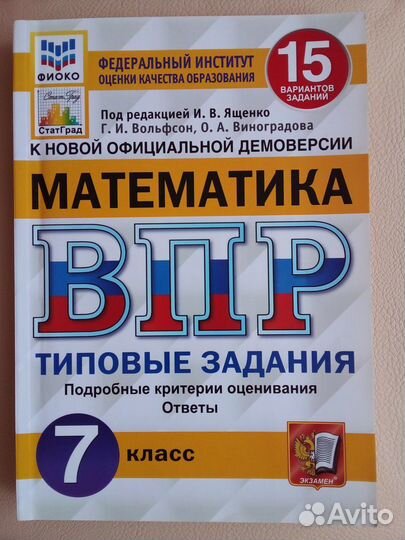 ФИОКО
ФЕДЕРАЛЬНЫЙ ИНСТИТУТ
ОЦЕНКИ КАЧЕСТВА ОБРАЗОВАНИЯ
15
ВАРИАНТОВ
ЗАДАНИЙ
СтатГрад
СтатГрад
Под редакцией И. В. Ященко
Г. И. Вольфсон, О. А. Виноградова
К НОВОЙ ОФИЦИАЛЬНОЙ ДЕМОВЕРСИИ
МАТЕМАТИКА
ВПР
ТИПОВЫЕ ЗАДАНИЯ
Подробные критерии оценивания
Ответы
7 класс
ЭКЗАМЕН
Avito